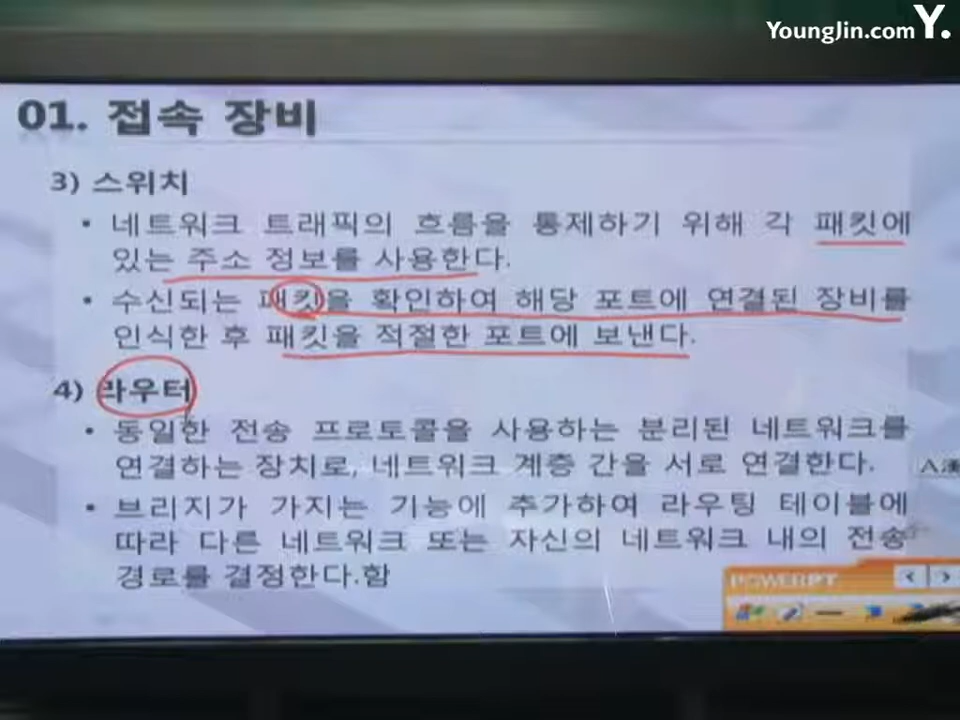 YoungJin.com Y.
01. 접속 장비
3) 스위치
• 네트워크 트래픽의 흐름을 통제하기 위해 각 패킷에
있는 주소 정보를 사용한다.
• 수신되는 패킷을 확인하여 해당 포트에 연결된 장비를
인식한 후 패킷을 적절한 포트에 보낸다.
4) 라우터
• 동일한 전송 프로토콜을 사용하는 분리된 네트워크를
연결하는 장치로, 네트워크 계층 간을 서로 연결한다.
A漢
• 브리지가 가지는 기능에 추가하여 라우팅 테이블에
따라 다른 네트워크 또는 자신의 네트워크 내의 전송
경로를 결정한다.함
POWERPT